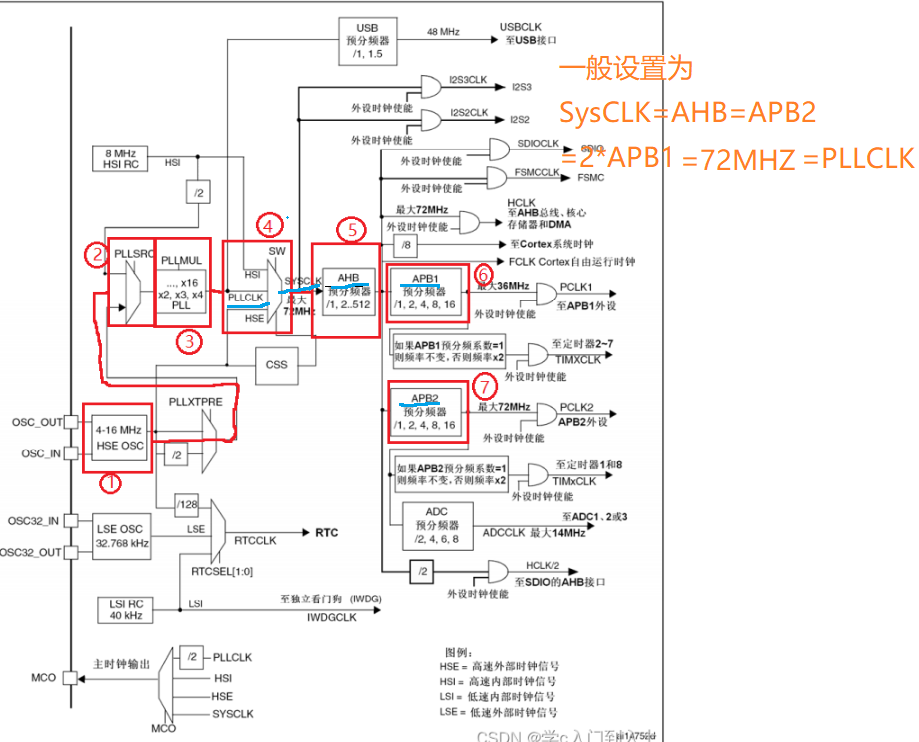 USB
预分频器
/1, 1.5
48 MHz
USBCLK
至USB接口
一般设置为
SysCLK=AHB=APB2
=2*APB1 =72MHZ =PLLCLK
I2S3CLK
I2S3
外设时钟使能
I2S2CLK
I2S2
外设时钟使能
SDIOCLK
SDIO
外设时钟使能
FSMCCLK
FSMC
外设时钟使能
8 MHz
HSI RC
HSI
/2
HCLK
最大72MHz
至AHB总线、核心
存储器和DMA
外设时钟使能
/8
至Cortex系统时钟
FCLK Cortex自由运行时钟
②
PLLSRC
PLLMUL
..., x16
x2, x3, x4
PLL
③
④
SW
HSI
PLLCLK
HSE
SYSCLK
最大
72MHz
⑤
AHB
预分频器
/1, 2..512
⑥
APB1
预分频器
/1, 2, 4, 8, 16
最大36MHz
PCLK1
至APB1外设
外设时钟使能
如果APB1预分频系数=1
则频率不变,否则频率x2
至定时器2~7
TIMXCLK
外设时钟使能
CSS
⑦
APB2
预分频器
/1, 2, 4, 8, 16
最大72MHz
PCLK2
APB2外设
外设时钟使能
如果APB2预分频系数=1
则频率不变,否则频率x2
至定时器1和8
TIMxCLK
外设时钟使能
ADC
预分频器
/2, 4, 6, 8
至ADC1、2或3
ADCCLK 最大14MHz
/2
HCLK/2
至SDIO的AHB接口
外设时钟使能
PLLXTPRE
OSC_OUT
OSC_IN
4-16 MHz
HSE OSC
/2
①
/128
OSC32_IN
OSC32_OUT
LSE OSC
32.768 kHz
LSE
RTCCLK
RTC
RTCSEL[1:0]
LSI RC
40 kHz
LSI
至独立看门狗 (IWDG)
IWDGCLK
MCO
主时钟输出
/2
PLLCLK
HSI
HSE
SYSCLK
MCO
图例:
HSE = 高速外部时钟信号
HSI = 高速内部时钟信号
LSI = 低速内部时钟信号
LSE = 低速外部时钟信号